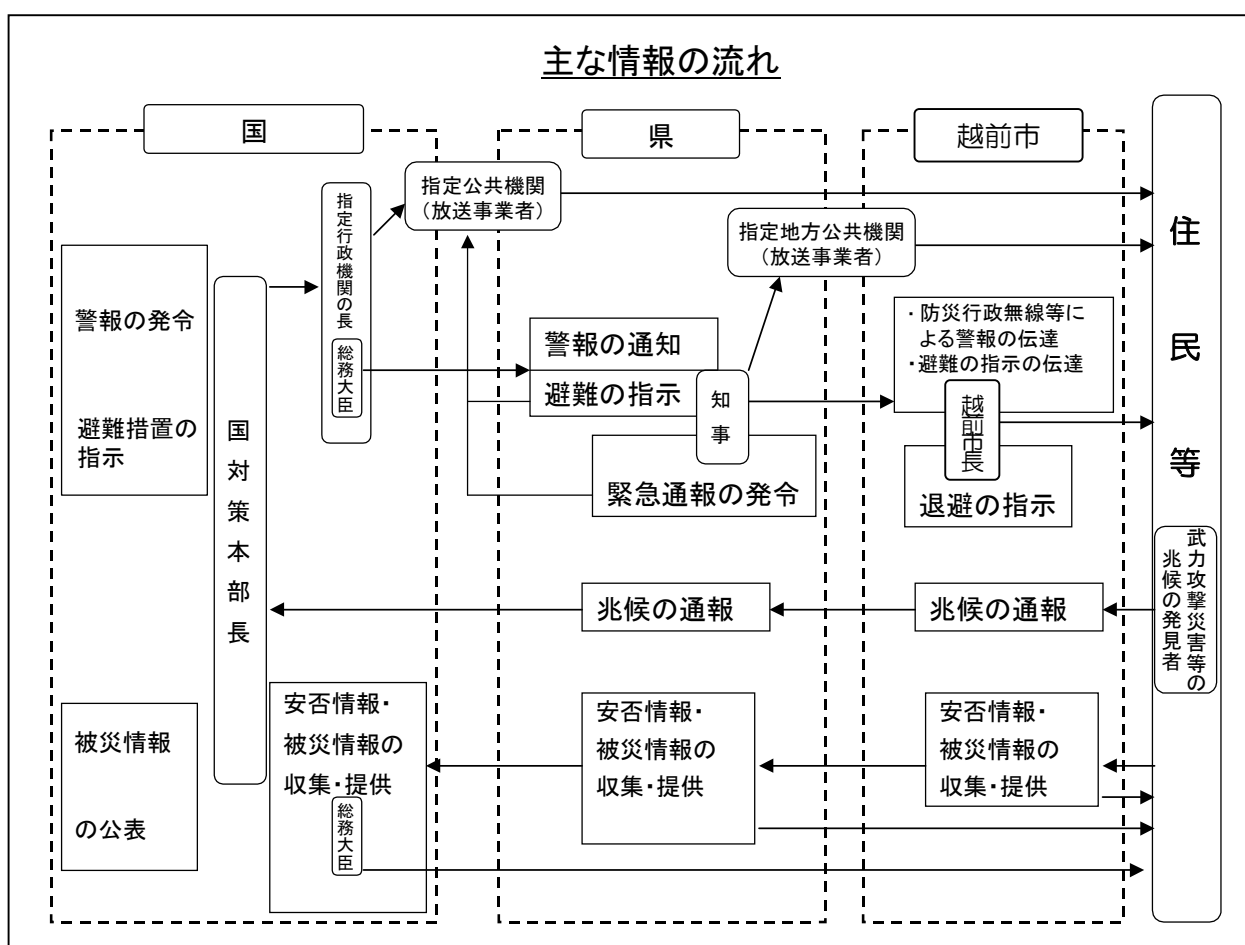 主な情報の流れ
国
県
越前市
警報の発令
避難措置の
指示
国対策本部長
指定行政機関の長
総務大臣
指定公共機関
（放送事業者）
指定地方公共機関
（放送事業者）
警報の通知
避難の指示
知事
緊急通報の発令
・防災行政無線等に
よる警報の伝達
・避難の指示の伝達
越前市長
退避の指示
住民等
武力攻撃災害等の
兆候の発見者
兆候の通報
兆候の通報
被災情報
の公表
安否情報・
被災情報の
収集・提供
総務大臣
安否情報・
被災情報の
収集・提供
安否情報・
被災情報の
収集・提供